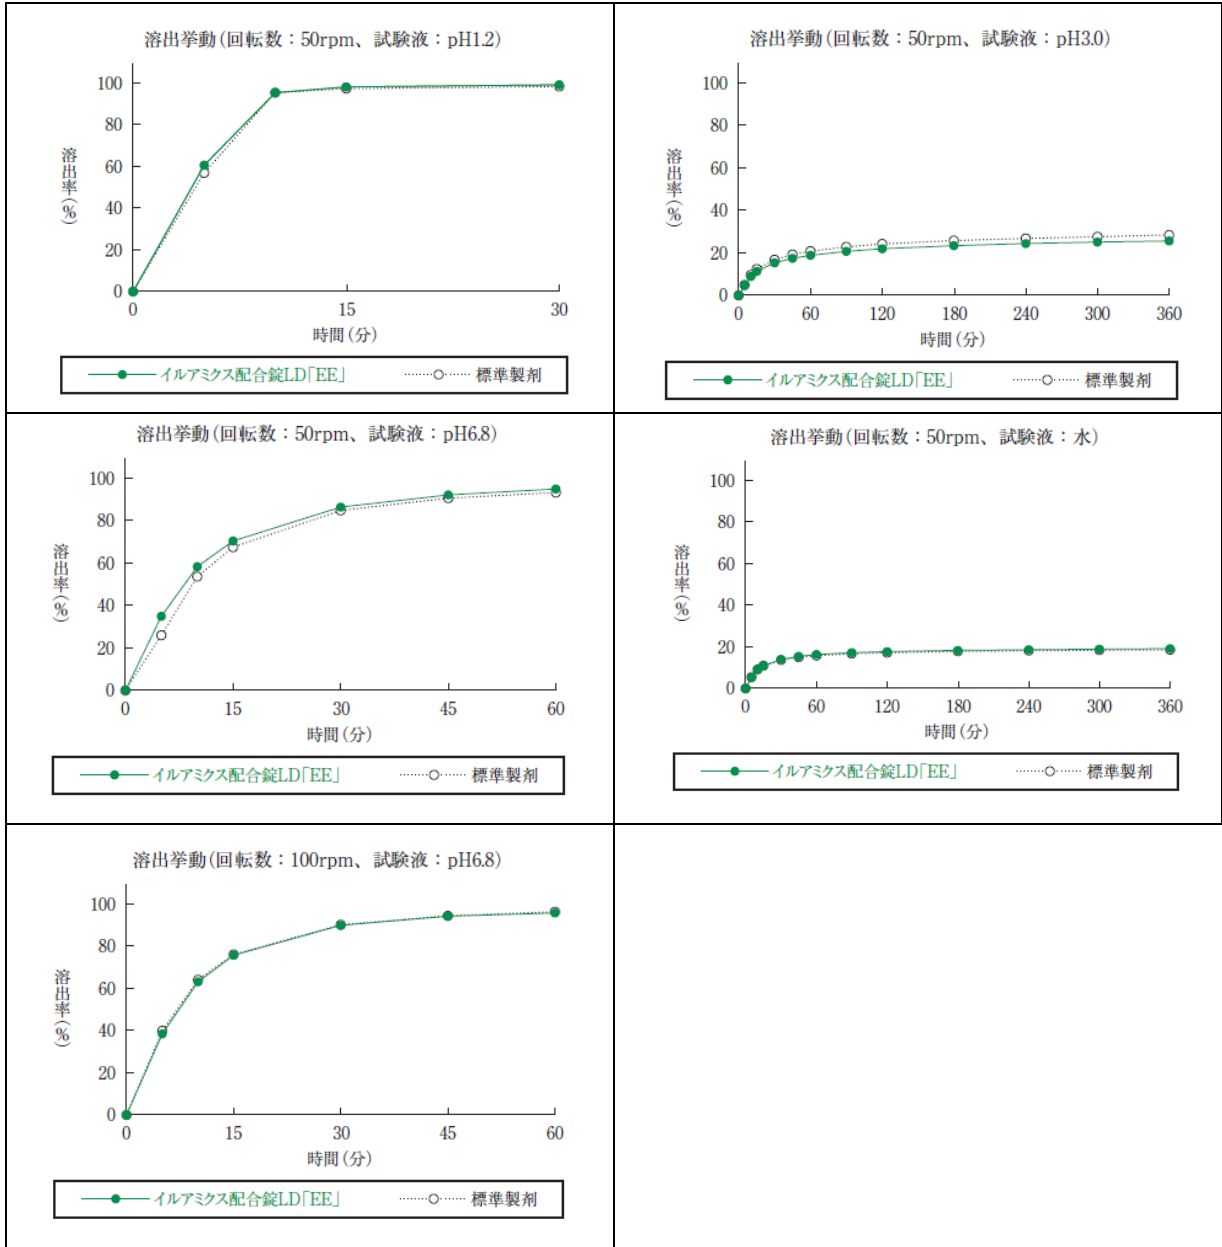 溶出挙動(回転数：50rpm、試験液：pH1.2)
100
80
60
40
20
0
溶出率(%)
0 15 30
時間(分)
イルアミクス配合錠LD「EE」 標準製剤
溶出挙動(回転数：50rpm、試験液：pH3.0)
100
80
60
40
20
0
溶出率(%)
0 60 120 180 240 300 360
時間(分)
イルアミクス配合錠LD「EE」 標準製剤
溶出挙動(回転数：50rpm、試験液：pH6.8)
100
80
60
40
20
0
溶出率(%)
0 15 30 45 60
時間(分)
イルアミクス配合錠LD「EE」 標準製剤
溶出挙動(回転数：50rpm、試験液：水)
100
80
60
40
20
0
溶出率(%)
0 60 120 180 240 300 360
時間(分)
イルアミクス配合錠LD「EE」 標準製剤
溶出挙動(回転数：100rpm、試験液：pH6.8)
100
80
60
40
20
0
溶出率(%)
0 15 30 45 60
時間(分)
イルアミクス配合錠LD「EE」 標準製剤